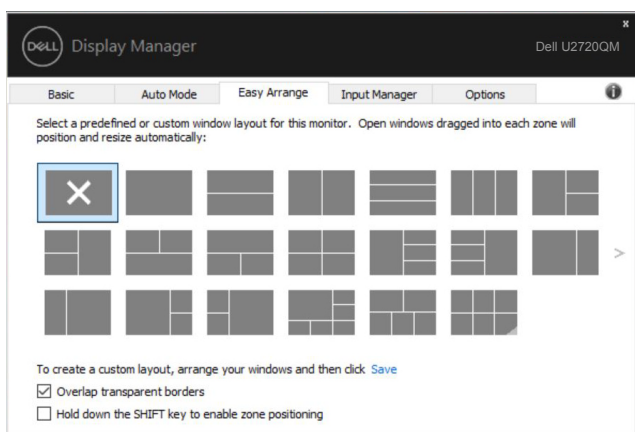 x
DELL Display Manager
Dell U2720QM
Basic Auto Mode Easy Arrange Input Manager Options
Select a predefined or custom window layout for this monitor. Open windows dragged into each zone will
position and resize automatically:
>
To create a custom layout, arrange your windows and then click Save
Overlap transparent borders
Hold down the SHIFT key to enable zone positioning